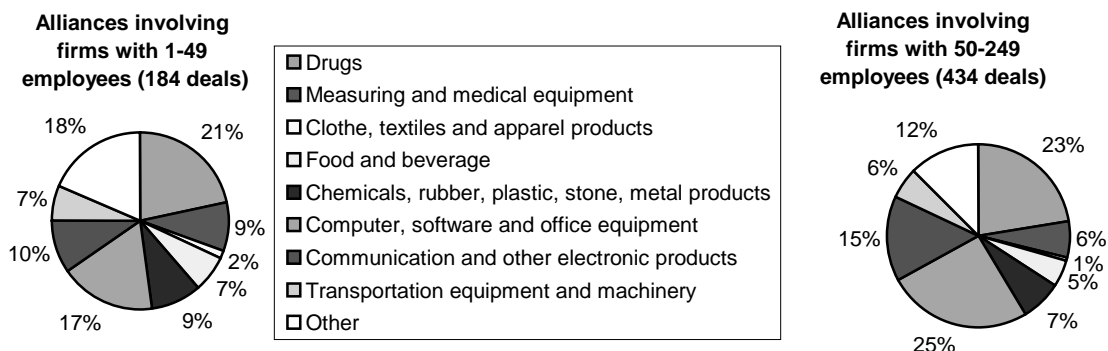 Alliances involving
firms with 1-49
employees (184 deals)
18%
21%
7%
9%
10%
2%
7%
17%
9%
Drugs
Measuring and medical equipment
Clothe, textiles and apparel products
Food and beverage
Chemicals, rubber, plastic, stone, metal products
Computer, software and office equipment
Communication and other electronic products
Transportation equipment and machinery
Other
Alliances involving
firms with 50-249
employees (434 deals)
12%
23%
6%
15%
6%
1%
5%
7%
25%